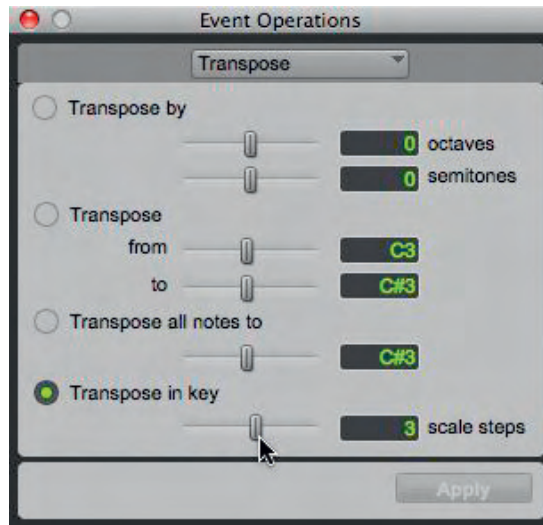 Event Operations
Transpose
Transpose by
0 octaves
0 semitones
Transpose
from C3
to C#3
Transpose all notes to
C#3
Transpose in key
3 scale steps
Apply